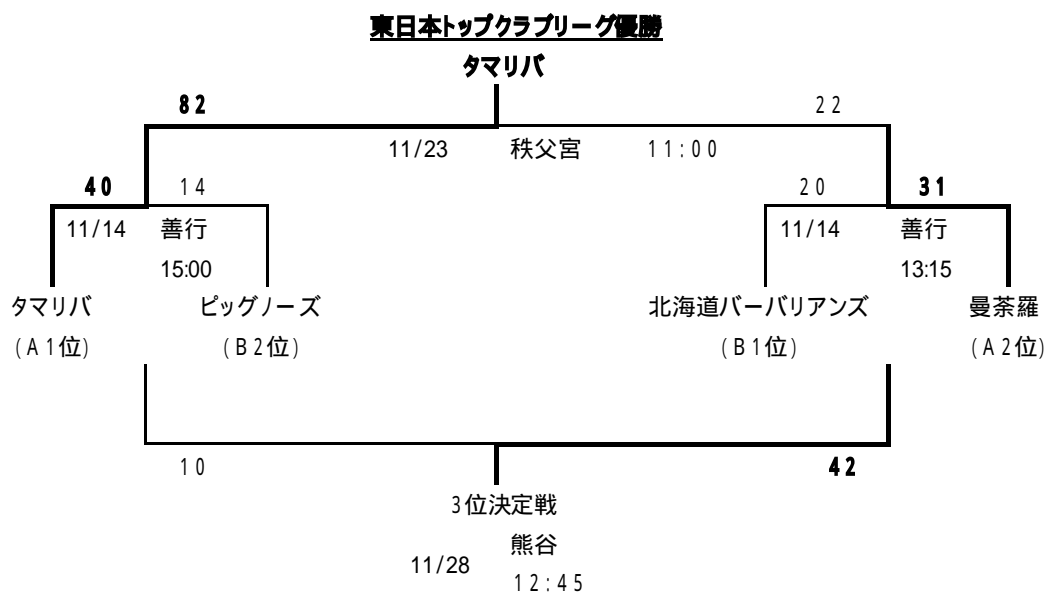 東日本トップクラブリーグ優勝
タマリバ
82 22
11/23 秩父宮 11:00
40 14 20 31
11/14 善行 11/14 善行
15:00 13:15
タマリバ ピッグノーズ 北海道バーバリアンズ 曼荼羅
(A1位) (B2位) (B1位) (A2位)
10 42
3位決定戦
熊谷
11/28
12:45